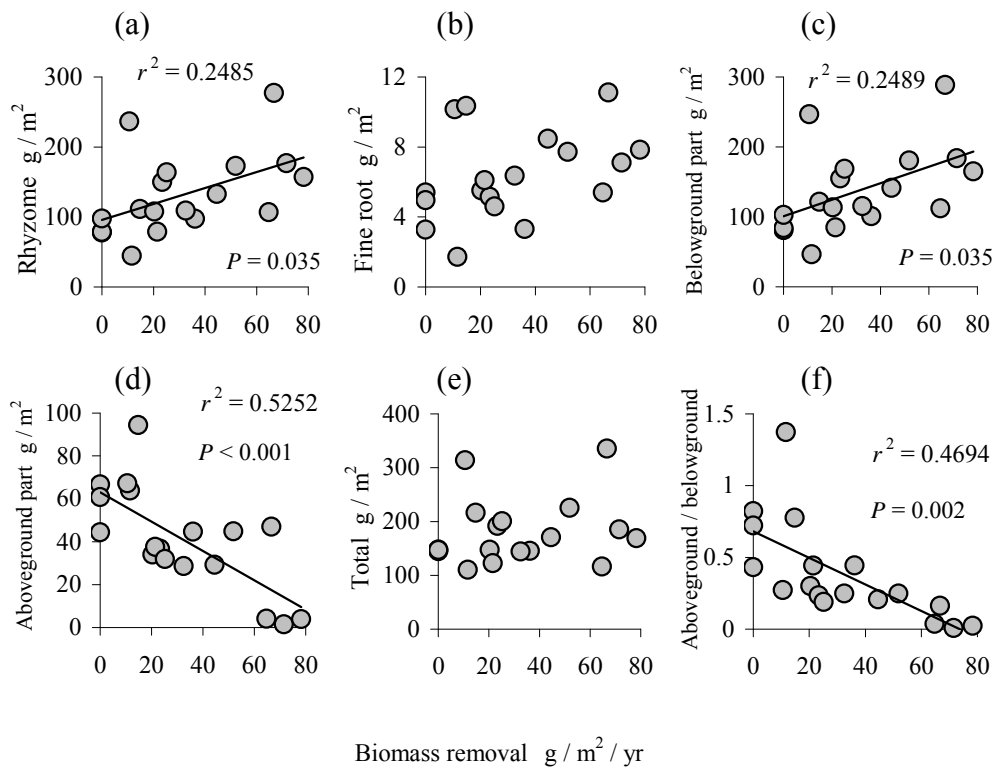 (a)
r² = 0.2485
Rhyzome g / m²
300
200
100
0
0 20 40 60 80
P = 0.035
(b)
Fine root g / m²
12
8
4
0
0 20 40 60 80
(c)
r² = 0.2489
Belowground part g / m²
300
200
100
0
0 20 40 60 80
P = 0.035
(d)
r² = 0.5252
P < 0.001
Aboveground part g / m²
100
80
60
40
20
0
0 20 40 60 80
(e)
Total g / m²
400
300
200
100
0
0 20 40 60 80
(f)
r² = 0.4694
P = 0.002
Aboveground / belowground
1.5
1
0.5
0
0 20 40 60 80
Biomass removal g / m² / yr